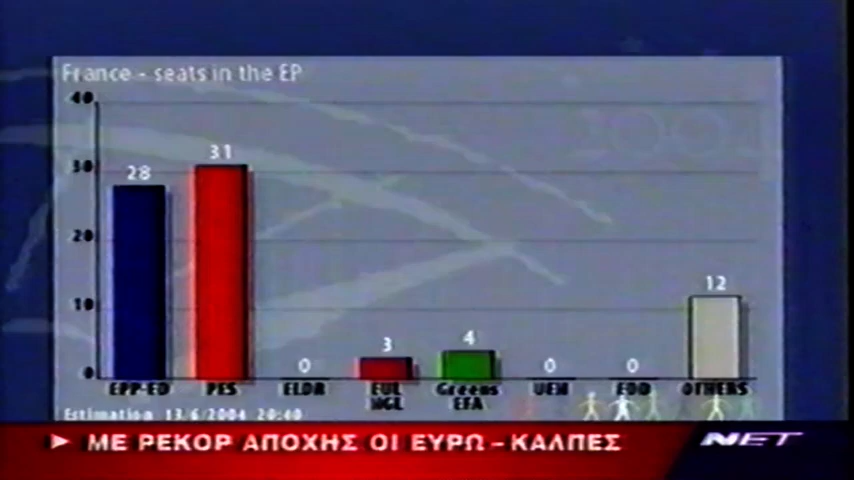 France - seats in the EP
2004
40
30
20
10
0
28
31
0
3
4
0
0
12
EPP-ED PES ELDR EUL Greens UEN EDD OTHERS
NGL EFA
Estimation 13/6/2004 20:40
ΜΕ ΡΕΚΟΡ ΑΠΟΧΗΣ ΟΙ ΕΥΡΩ-ΚΑΛΠΕΣ
NET